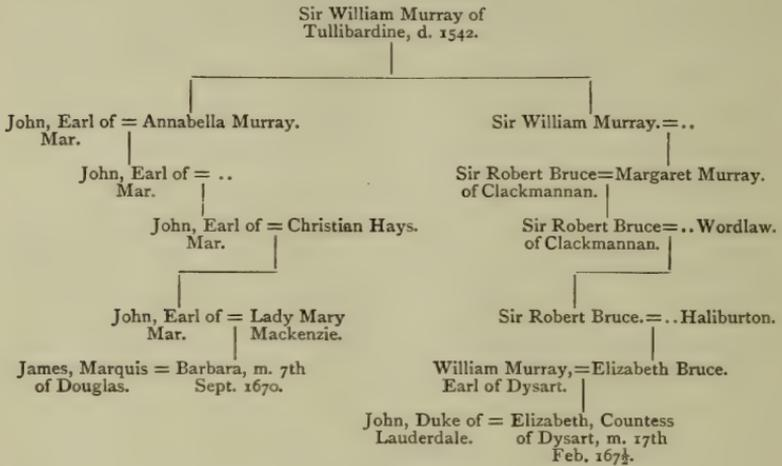 Sir William Murray of
Tullibardine, d. 1542.
John, Earl of = Annabella Murray.
Mar.
Sir William Murray.=..
John, Earl of = ..
Mar.
Sir Robert Bruce=Margaret Murray.
of Clackmannan.
John, Earl of = Christian Hays.
Mar.
Sir Robert Bruce=..Wordlaw.
of Clackmannan.
John, Earl of = Lady Mary
Mar. Mackenzie.
Sir Robert Bruce.=..Haliburton.
James, Marquis = Barbara, m. 7th
of Douglas. Sept. 1670.
William Murray,=Elizabeth Bruce.
Earl of Dysart.
John, Duke of = Elizabeth, Countess
Lauderdale. of Dysart, m. 17th
Feb. 167½.